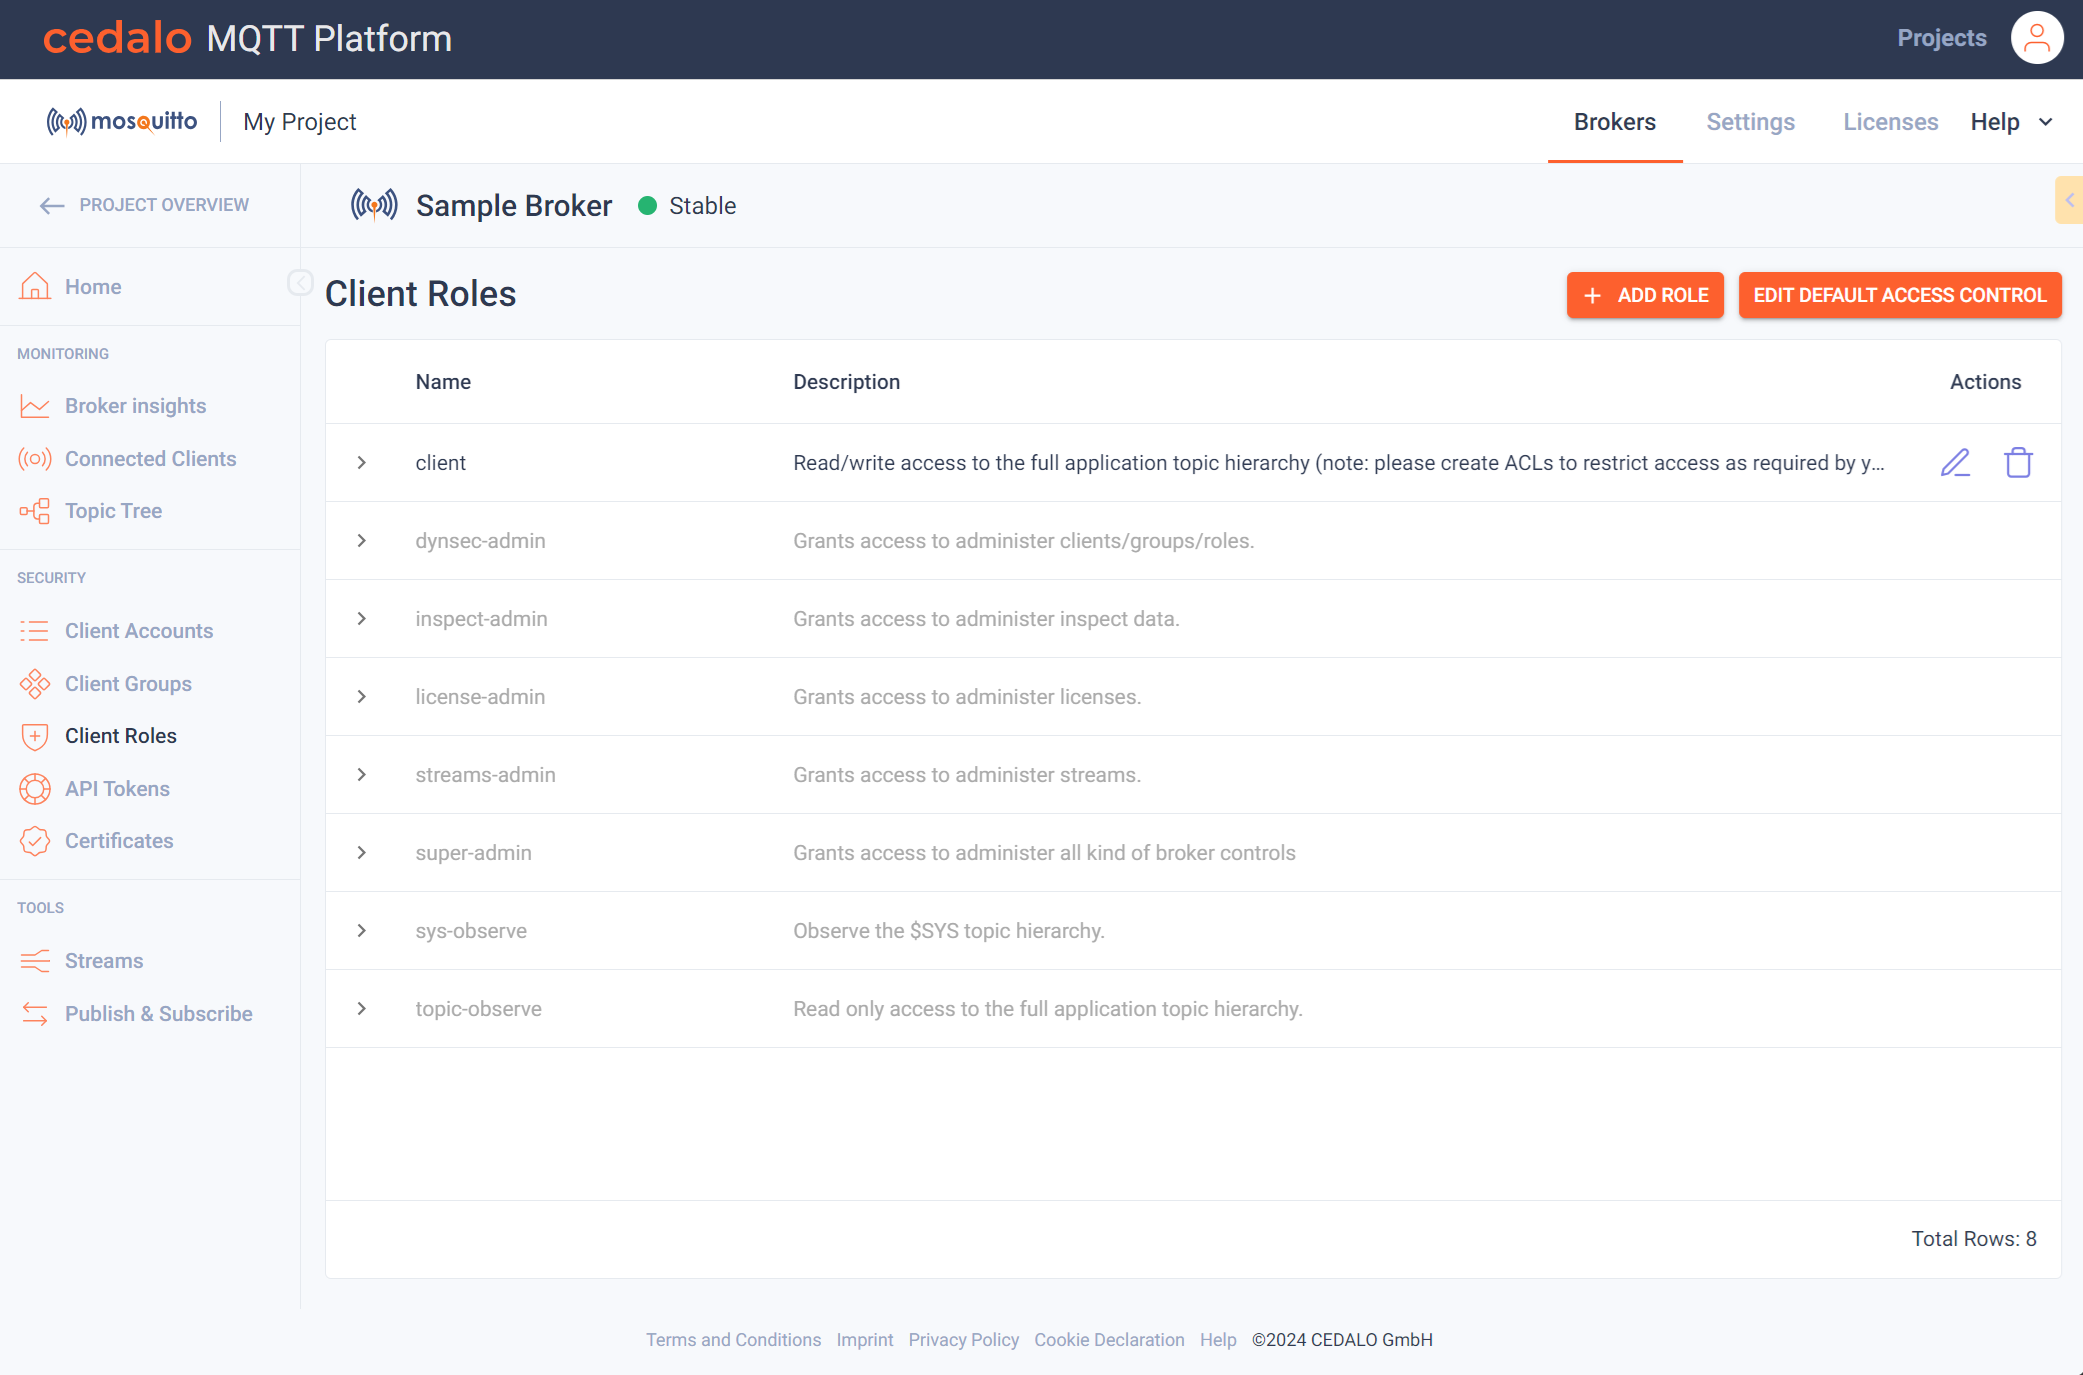 cedalo MQTT Platform
Projects
mosquitto
My Project
Brokers
Settings
Licenses
Help
PROJECT OVERVIEW
Sample Broker
Stable
Home
Client Roles
ADD ROLE
EDIT DEFAULT ACCESS CONTROL
MONITORING
Broker insights
Connected Clients
Topic Tree
SECURITY
Client Accounts
Client Groups
Client Roles
API Tokens
Certificates
TOOLS
Streams
Publish & Subscribe
Name Description Actions
client Read/write access to the full application topic hierarchy (note: please create ACLs to restrict access as required by y...
dynsec-admin Grants access to administer clients/groups/roles.
inspect-admin Grants access to administer inspect data.
license-admin Grants access to administer licenses.
streams-admin Grants access to administer streams.
super-admin Grants access to administer all kind of broker controls
sys-observe Observe the $SYS topic hierarchy.
topic-observe Read only access to the full application topic hierarchy.
Total Rows: 8
Terms and Conditions Imprint Privacy Policy Cookie Declaration Help ©2024 CEDALO GmbH